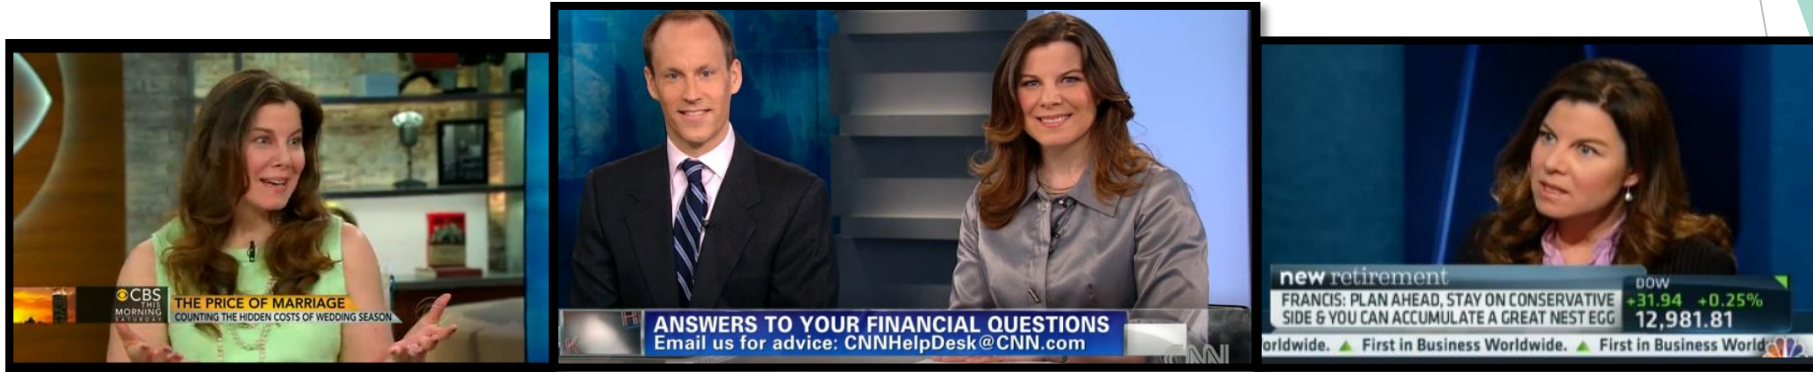 CBS
THIS
MORNING
SATURDAY
THE PRICE OF MARRIAGE
COUNTING THE HIDDEN COSTS OF WEDDING SEASON
ANSWERS TO YOUR FINANCIAL QUESTIONS
Email us for advice: CNNHelpDesk@CNN.com
CNN
new retirement
FRANCIS: PLAN AHEAD, STAY ON CONSERVATIVE
SIDE & YOU CAN ACCUMULATE A GREAT NEST EGG
DOW
+31.94 +0.25%
12,981.81
orldwide. First in Business Worldwide. First in Business World